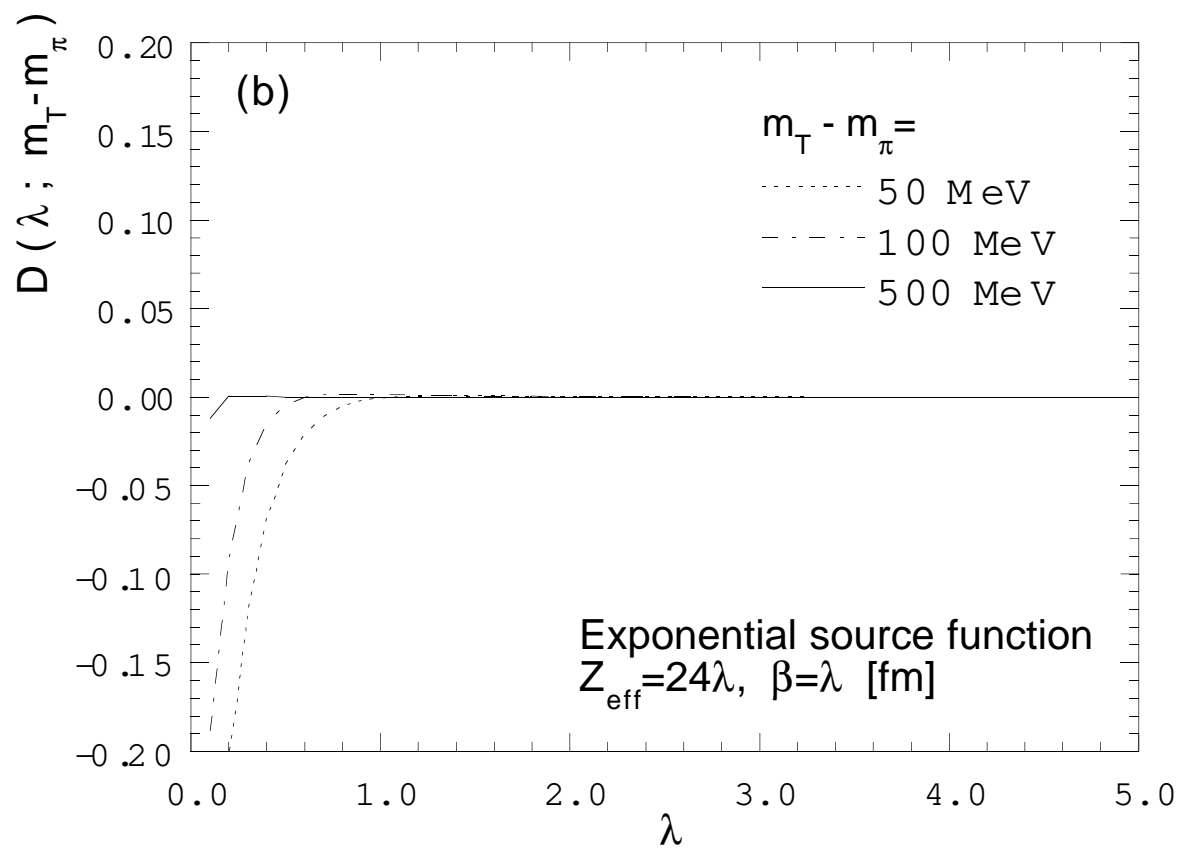 D ( λ ; m_T - m_π )
0.20
(b)
m_T - m_π =
0.15
50 MeV
0.10
100 MeV
0.05
500 MeV
0.00
−0.05
−0.10
Exponential source function
−0.15
Z_eff=24λ, β=λ [fm]
−0.20
0.0 1.0 2.0 3.0 4.0 5.0
λ